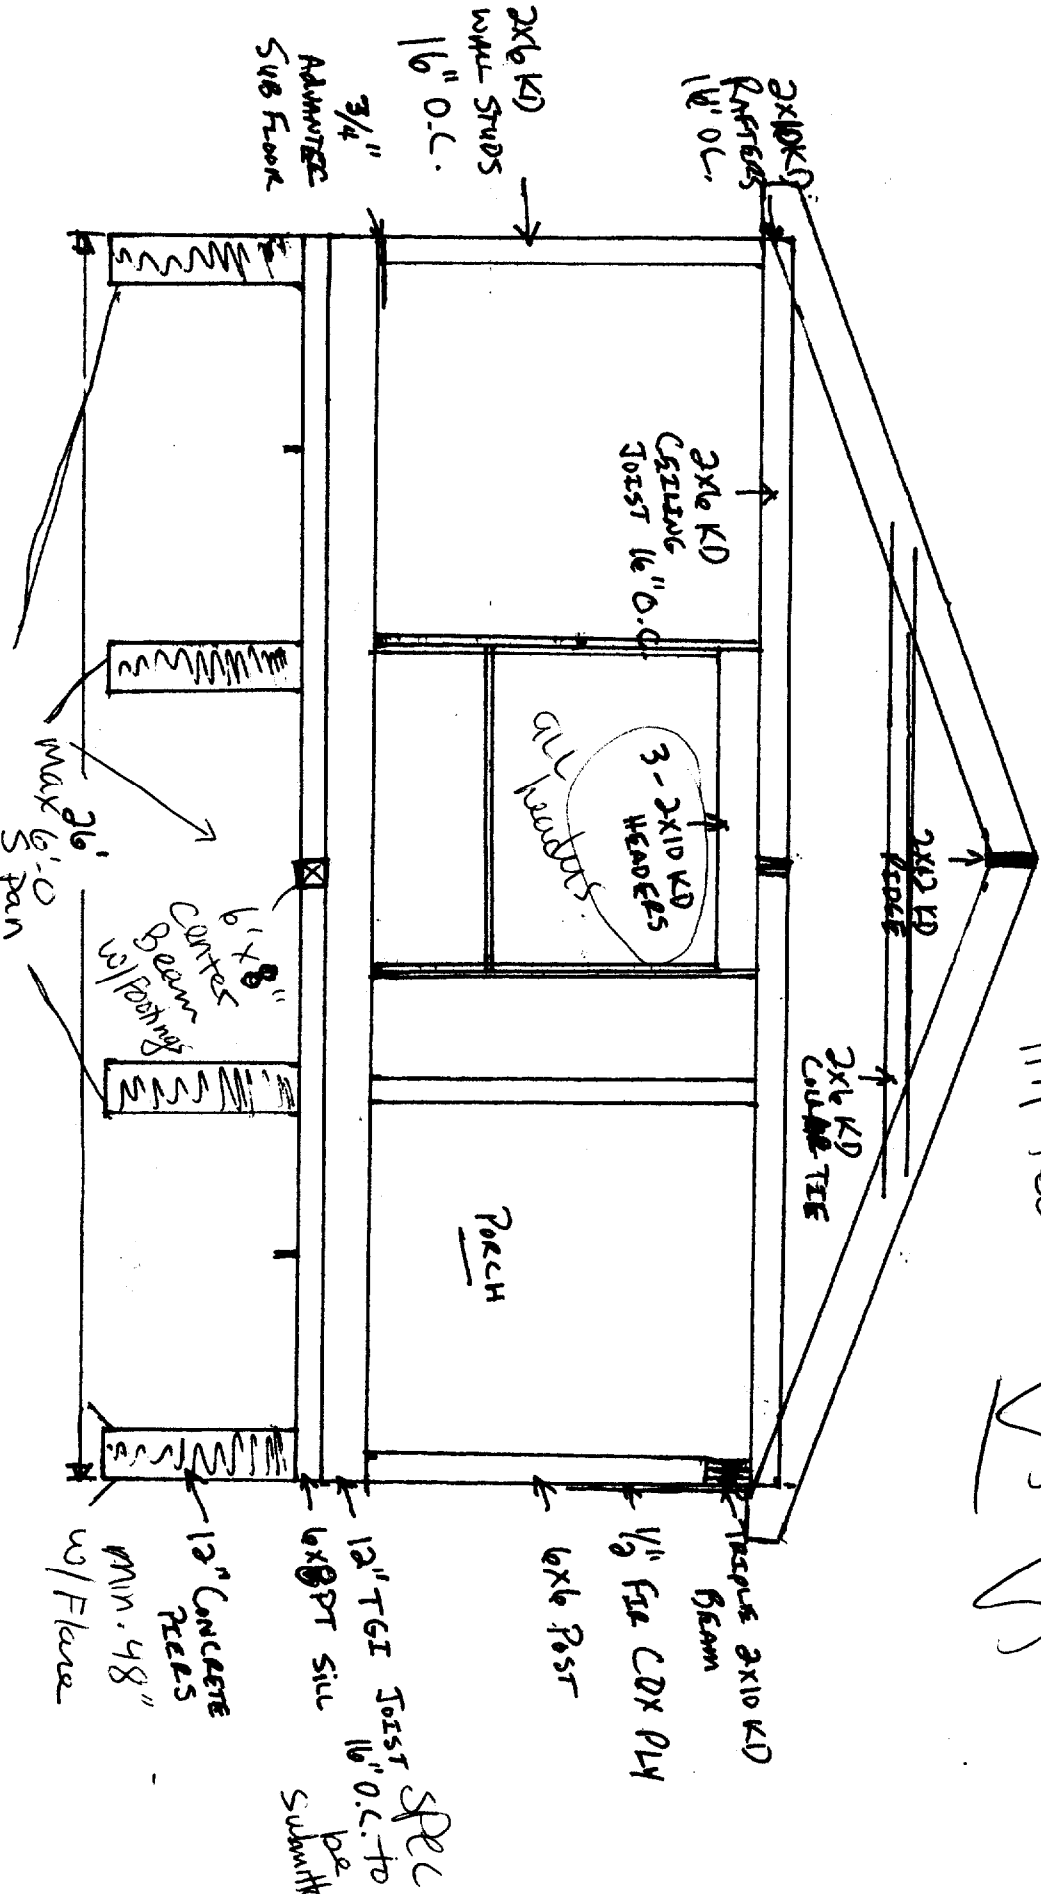 2X10 KD
RAFTERS
16" O.C.
2X6 KD
WALL STUDS
16" O.C.
3/4"
ADVANTEC
SUB FLOOR
2X12 KD
RIDGE
2X6 KD
COLLAR TIE
2X6 KD
CEILING
JOIST 16" O.C.
3 - 2X10 KD
HEADERS
all
headers
PORCH
6' x 8"
Center
Beam
w/footings
26'
Max 6'-0
Span
TRIPLE 2X10 KD
BEAM
1/2" FIR CDX PLY
6X6 POST
12" TGI JOIST
16" O.C.
Spec
to
be
6X8 PT SILL
12" CONCRETE
PIERS
min. 48"
w/ Flare